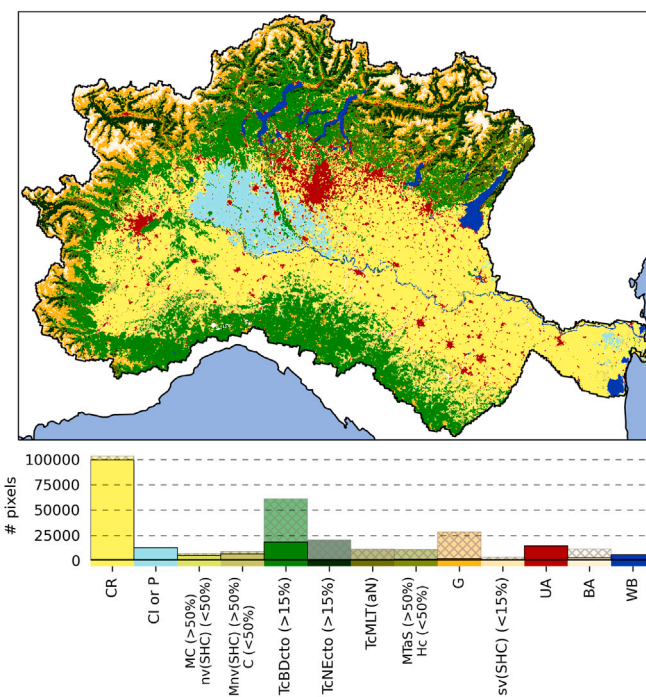 100000
75000
50000
25000
0
# pixels
CR
CI or P
MC (>50%)
nv(SHC) (<50%)
Mnv(SHC) (>50%)
C (<50%)
TcBDcto (>15%)
TcNEcto (>15%)
TcMLT(aN)
MTaS (>50%)
Hc (<50%)
G
sv(SHC) (<15%)
UA
BA
WB